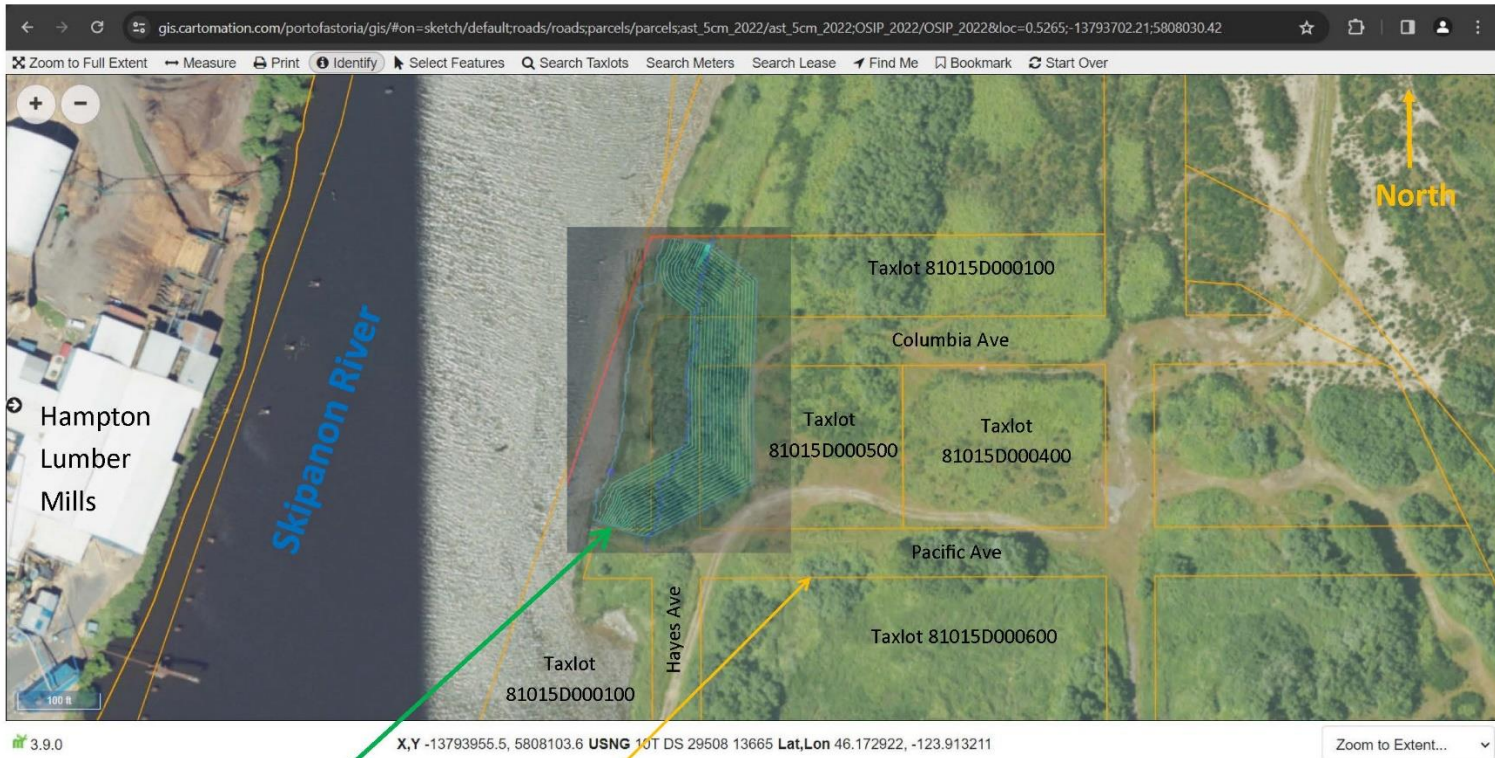 gis.cartomation.com/portofastoria/gis/#on=sketch/default;roads/roads;parcels/parcels;ast_5cm_2022/ast_5cm_2022;OSIP_2022/OSIP_2022&loc=0.5265;-13793702.21;5808030.42
Zoom to Full Extent Measure Print Identify Select Features Search Taxlots Search Meters Search Lease Find Me Bookmark Start Over
North
Taxlot 81015D000100
Columbia Ave
Skipanon River
Hampton
Lumber
Mills
Taxlot
81015D000500
Taxlot
81015D000400
Pacific Ave
Hayes Ave
Taxlot 81015D000600
Taxlot
81015D000100
100 ft
3.9.0 X,Y -13793955.5, 5808103.6 USNG 10T DS 29508 13665 Lat,Lon 46.172922, -123.913211 Zoom to Extent...